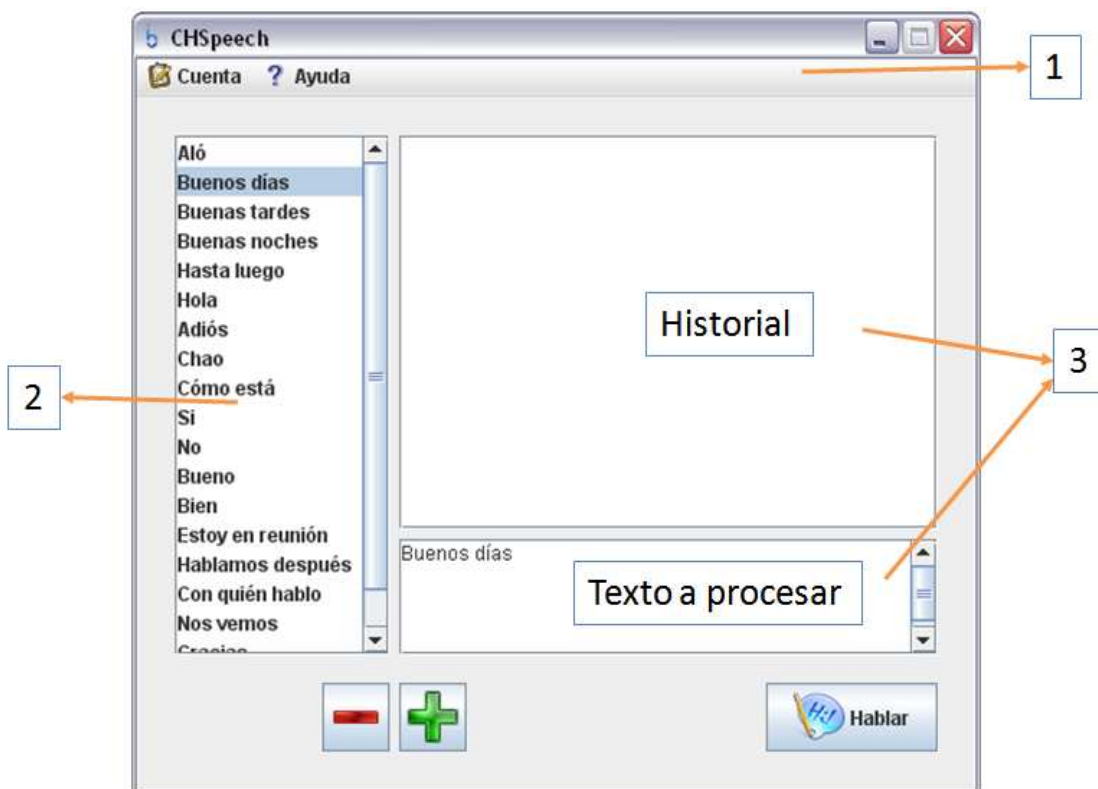 CHSpeech
Cuenta ? Ayuda
1
Aló
Buenos días
Buenas tardes
Buenas noches
Hasta luego
Hola
Adiós
Chao
Cómo está
Si
No
Bueno
Bien
Estoy en reunión
Hablamos después
Con quién hablo
Nos vemos
Gracias
2
Historial
3
Buenos días
Texto a procesar
Hi!
Hablar